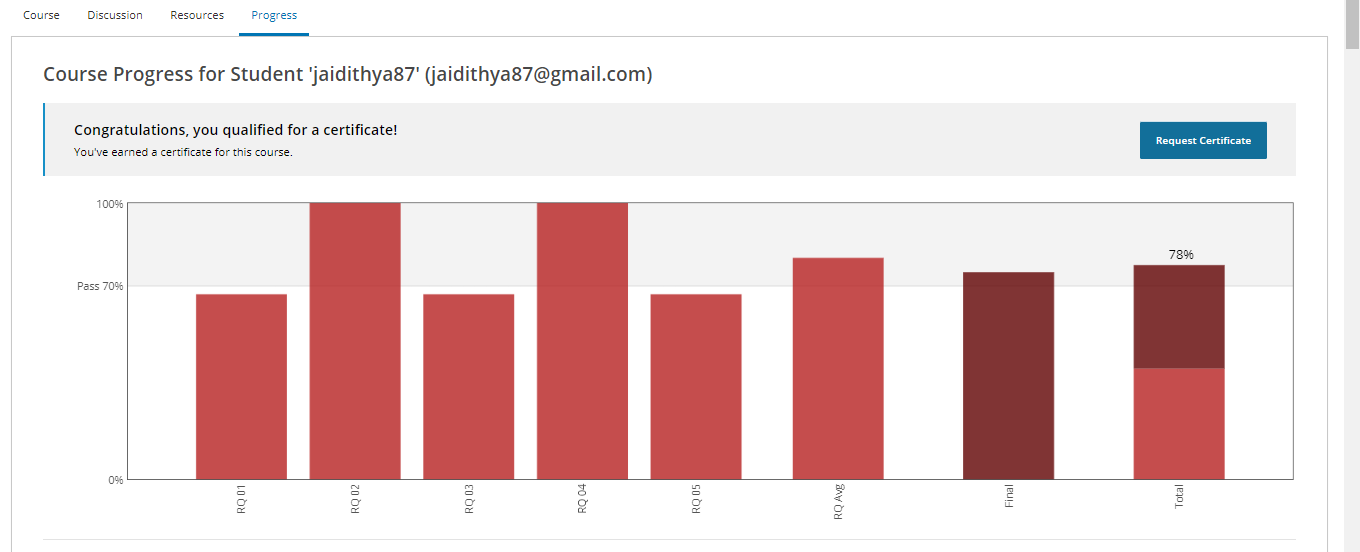 Course Discussion Resources Progress
Course Progress for Student 'jaidithya87' (jaidithya87@gmail.com)
Congratulations, you qualified for a certificate!
You've earned a certificate for this course.
Request Certificate
100%
78%
Pass 70%
0%
RQ 01
RQ 02
RQ 03
RQ 04
RQ 05
RQ Avg
Final
Total